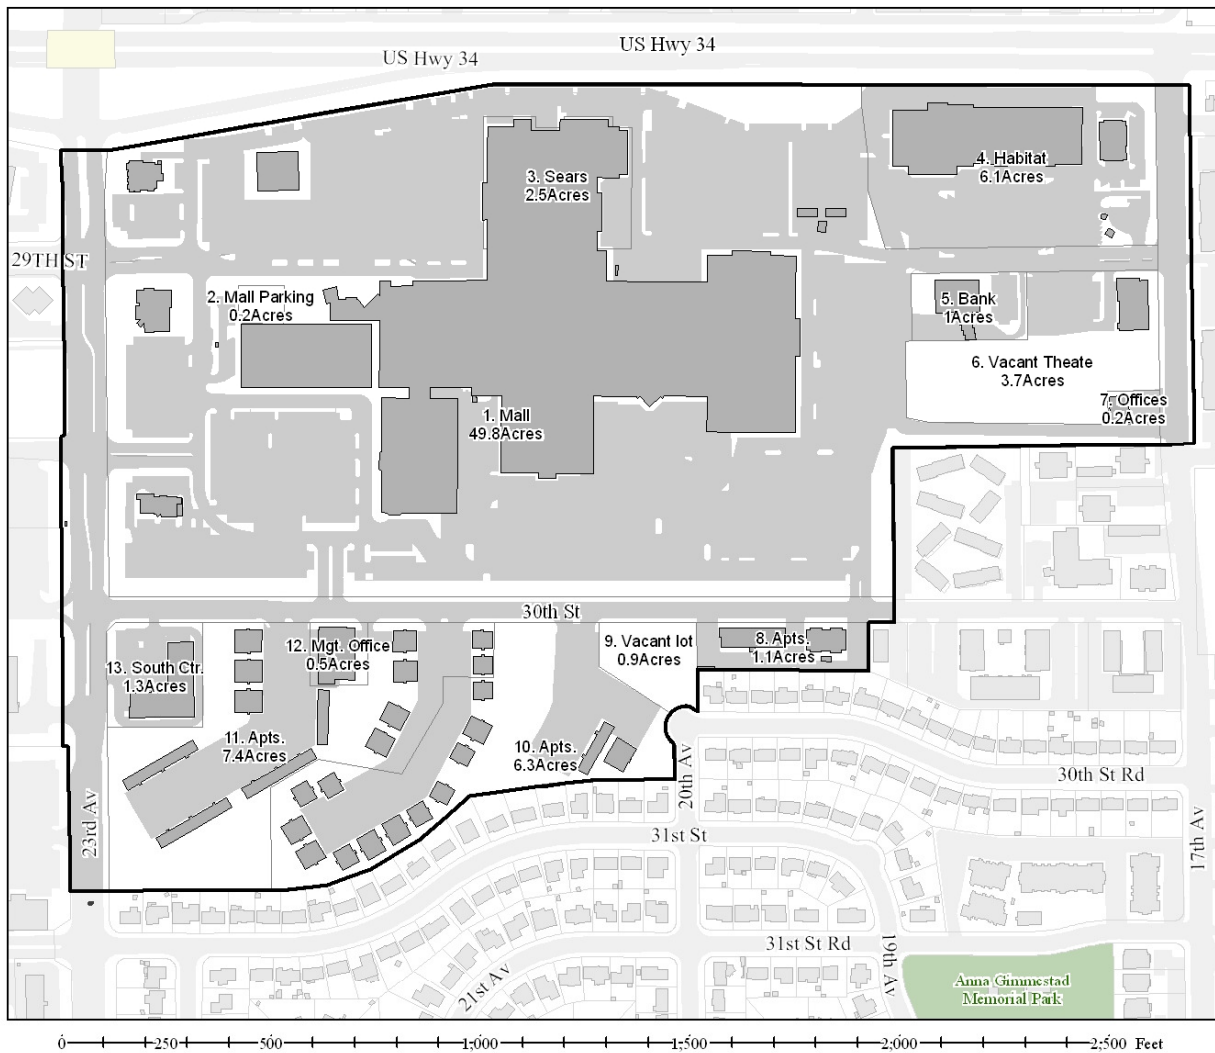 US Hwy 34
US Hwy 34
29TH ST
3. Sears
2.5Acres
4. Habitat
6.1Acres
2. Mall Parking
0.2Acres
5. Bank
1Acres
6. Vacant Theate
3.7Acres
7. Offices
0.2Acres
1. Mall
49.8Acres
30th St
13. South Ctr.
1.3Acres
12. Mgt. Office
0.5Acres
9. Vacant lot
0.9Acres
8. Apts.
1.1Acres
11. Apts.
7.4Acres
10. Apts.
6.3Acres
23rd Av
20th Av
30th St Rd
31st St
17th Av
31st St Rd
19th Av
21st Av
Anna Gimmestad
Memorial Park
0 250 500 1,000 1,500 2,000 2,500 Feet